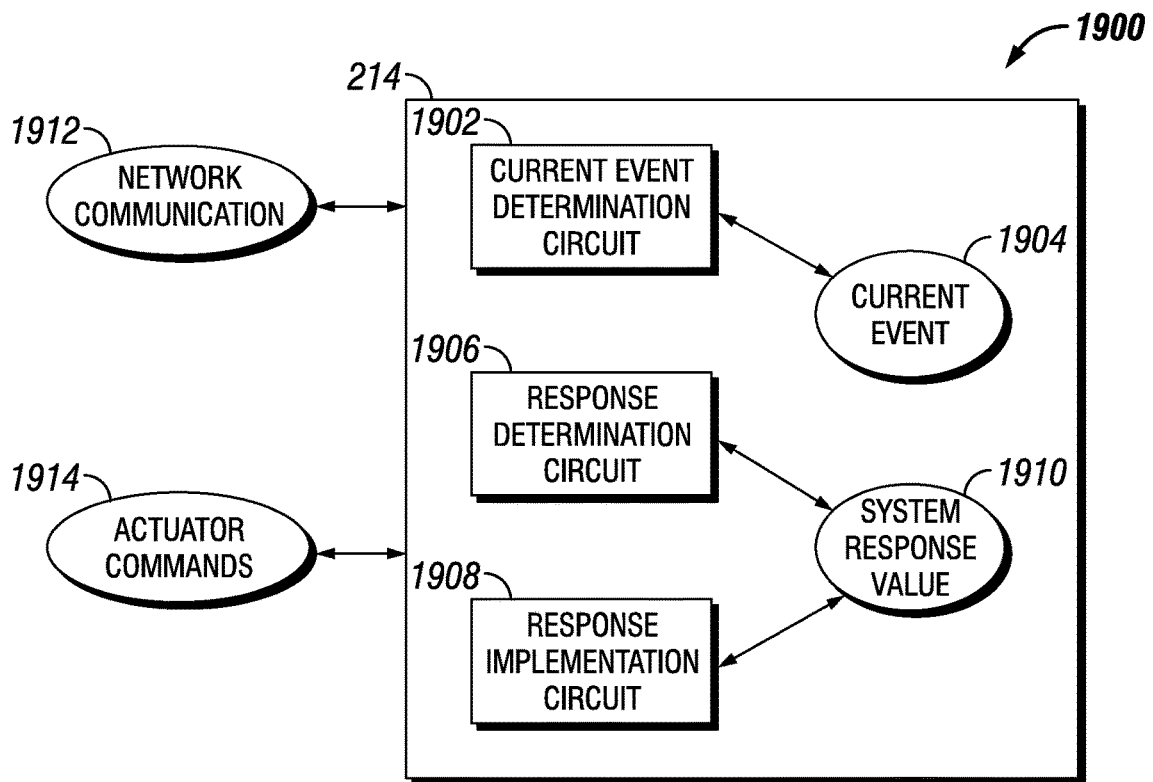 1900
214
1912
NETWORK
COMMUNICATION
1902
CURRENT EVENT
DETERMINATION
CIRCUIT
1904
CURRENT
EVENT
1906
RESPONSE
DETERMINATION
CIRCUIT
1914
ACTUATOR
COMMANDS
1910
SYSTEM
RESPONSE
VALUE
1908
RESPONSE
IMPLEMENTATION
CIRCUIT